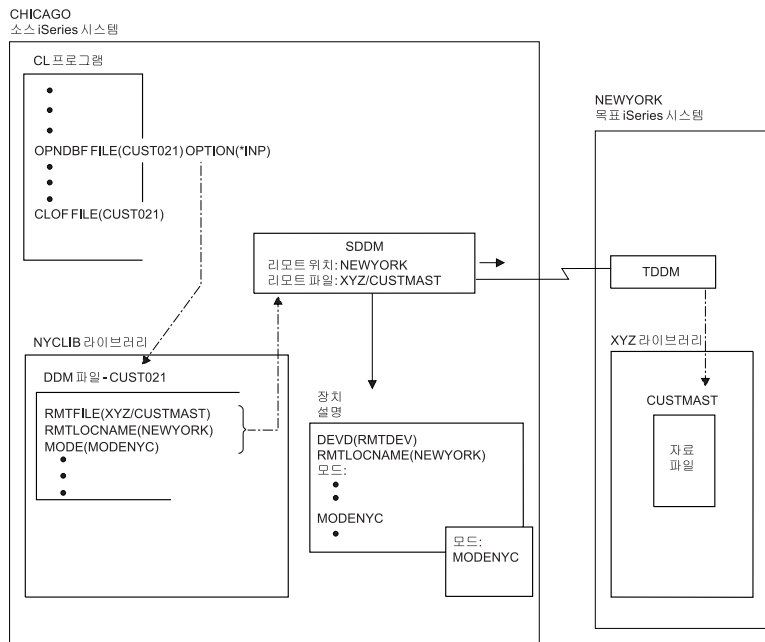 CHICAGO
소스 iSeries 시스템
CL 프로그램
OPNDBF FILE(CUST021) OPTION(*INP)
CLOF FILE(CUST021)
NYCLIB 라이브러리
DDM 파일 - CUST021
RMTFILE(XYZ/CUSTMAST)
RMTLOCNAME(NEWYORK)
MODE(MODENYC)
SDDM
리모트 위치: NEWYORK
리모트 파일: XYZ/CUSTMAST
장치
설명
DEVD(RMTDEV)
RMTLOCNAME(NEWYORK)
모드:
MODENYC
모드:
MODENYC
NEWYORK
목표 iSeries 시스템
TDDM
XYZ 라이브러리
CUSTMAST
자료
파일